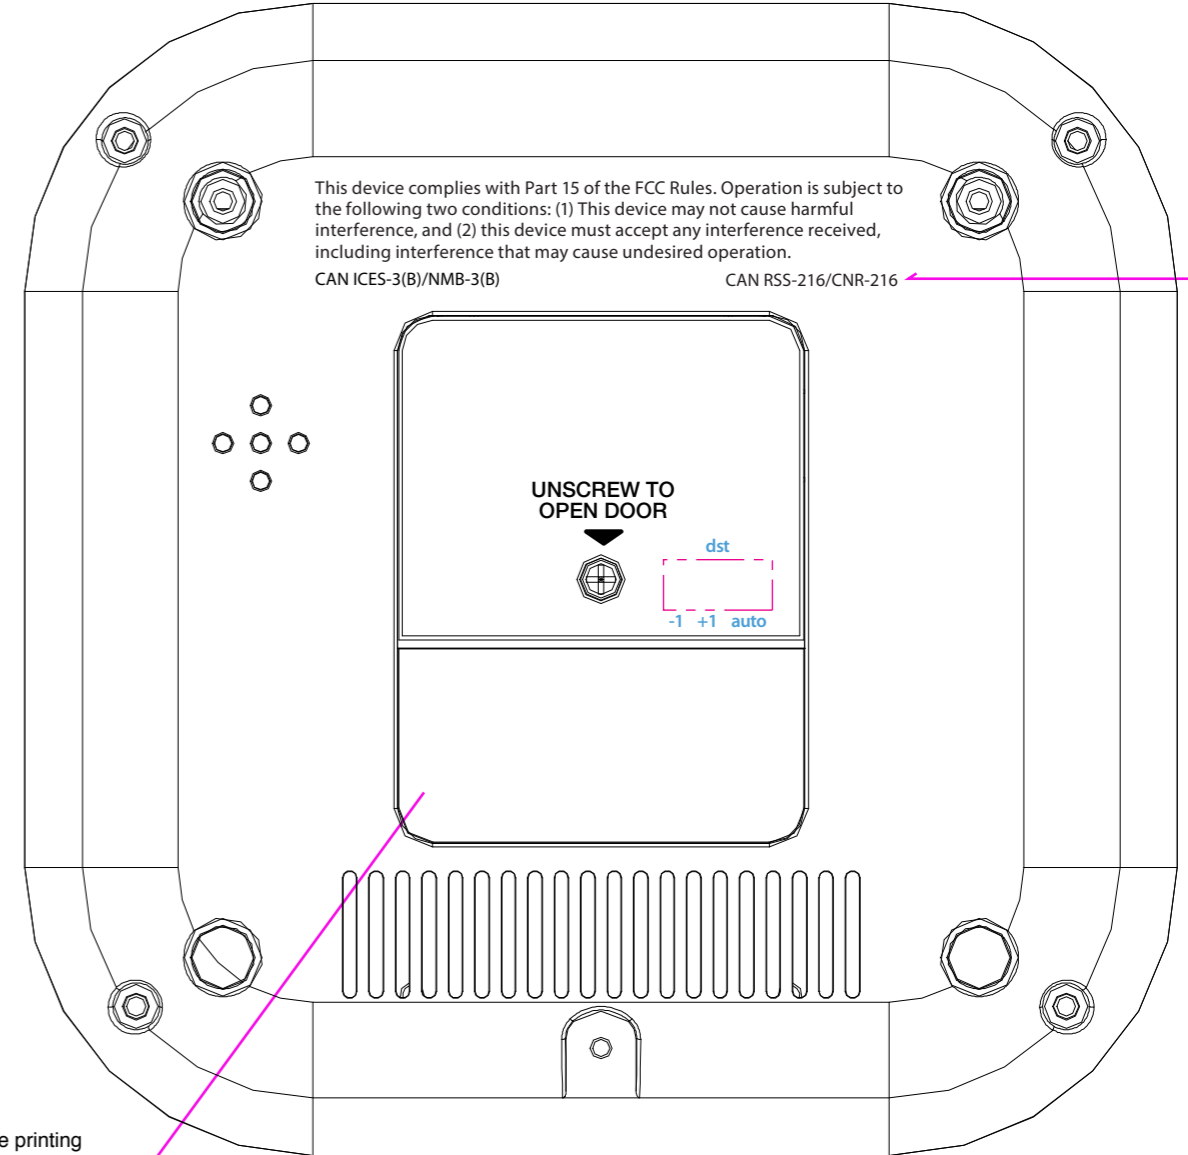 This device complies with Part 15 of the FCC Rules. Operation is subject to
the following two conditions: (1) This device may not cause harmful
interference, and (2) this device must accept any interference received,
including interference that may cause undesired operation.
CAN ICES-3(B)/NMB-3(B) CAN RSS-216/CNR-216
UNSCREW TO
OPEN DOOR
dst
-1 +1 auto
printing